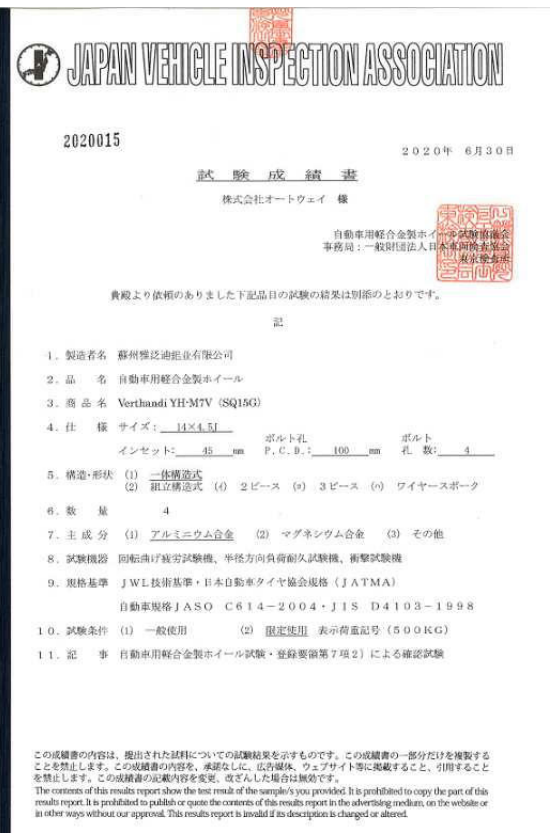 JAPAN VEHICLE INSPECTION ASSOCIATION
2020015
2020年 6月30日
試験成績書
株式会社オートウェイ 様
自動車用軽合金製ホイール試験協議会
事務局：一般財団法人日本車両検査協会
東京検査所
貴殿より依頼のありました下記品目の試験の結果は別添のとおりです。
記
1. 製造者名 蘇州雅泛迪铝业有限公司
2. 品 名 自動車用軽合金製ホイール
3. 商品名 Verthandi YH-M7V (SQ15G)
4. 仕 様 サイズ： 14×4.5J
ボルト孔 ボルト
インセット： 45 mm P.C.D.： 100 mm 孔 数： 4
5. 構造・形状 (1) 一体構造式
(2) 組立構造式 (イ) 2ピース (ロ) 3ピース (ハ) ワイヤースポーク
6. 数 量 4
7. 主成分 (1) アルミニウム合金 (2) マグネシウム合金 (3) その他
8. 試験機器 回転曲げ疲労試験機、半径方向負荷耐久試験機、衝撃試験機
9. 規格基準 JWL技術基準・日本自動車タイヤ協会規格（JATMA）
自動車規格JASO C614-2004・JIS D4103-1998
10. 試験条件 (1) 一般使用 (2) 限定使用 表示荷重記号（500KG）
11. 記 事 自動車用軽合金製ホイール試験・登録要領第7項2）による確認試験
この成績書の内容は、提出された試料についての試験結果を示すものです。この成績書の一部分だけを複製する
ことを禁止します。この成績書の内容を、承諾なしに、広告媒体、ウェブサイト等に掲載すること、引用すること
を禁止します。この成績書の記載内容を変更、改ざんした場合は無効です。
The contents of this results report show the test result of the sample/s you provided. It is prohibited to copy the part of this
results report. It is prohibited to publish or quote the contents of this results report in the advertising medium, on the website or
in other ways without our approval. This results report is invalid if its description is changed or altered.